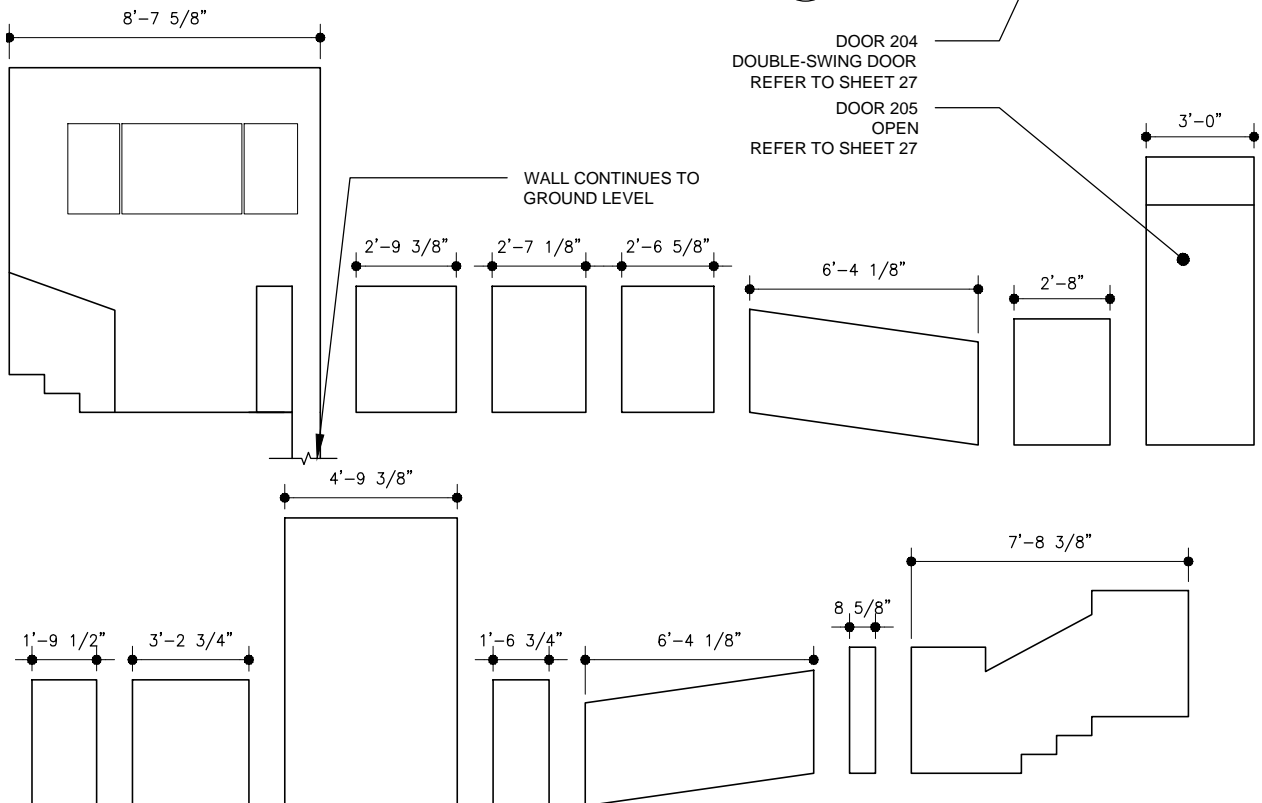 8'-7 5/8"
DOOR 204
DOUBLE-SWING DOOR
REFER TO SHEET 27
DOOR 205
OPEN
REFER TO SHEET 27
3'-0"
WALL CONTINUES TO
GROUND LEVEL
2'-9 3/8"
2'-7 1/8"
2'-6 5/8"
6'-4 1/8"
2'-8"
4'-9 3/8"
7'-8 3/8"
1'-9 1/2"
3'-2 3/4"
1'-6 3/4"
6'-4 1/8"
8 5/8"